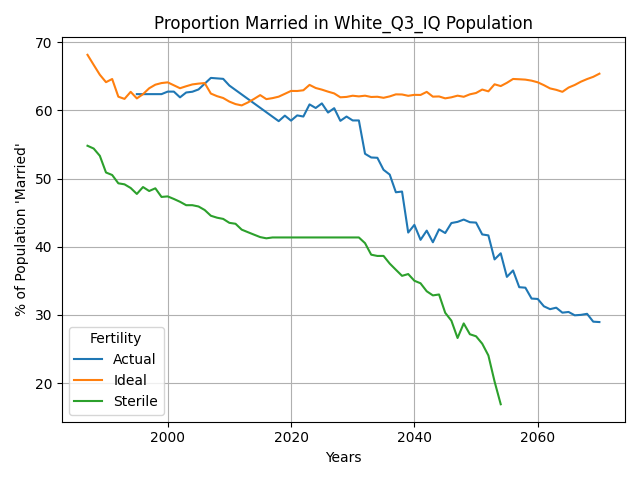 Proportion Married in White_Q3_IQ Population
% of Population 'Married'
70
60
50
40
30
20
Fertility
Actual
Ideal
Sterile
2000 2020 2040 2060
Years